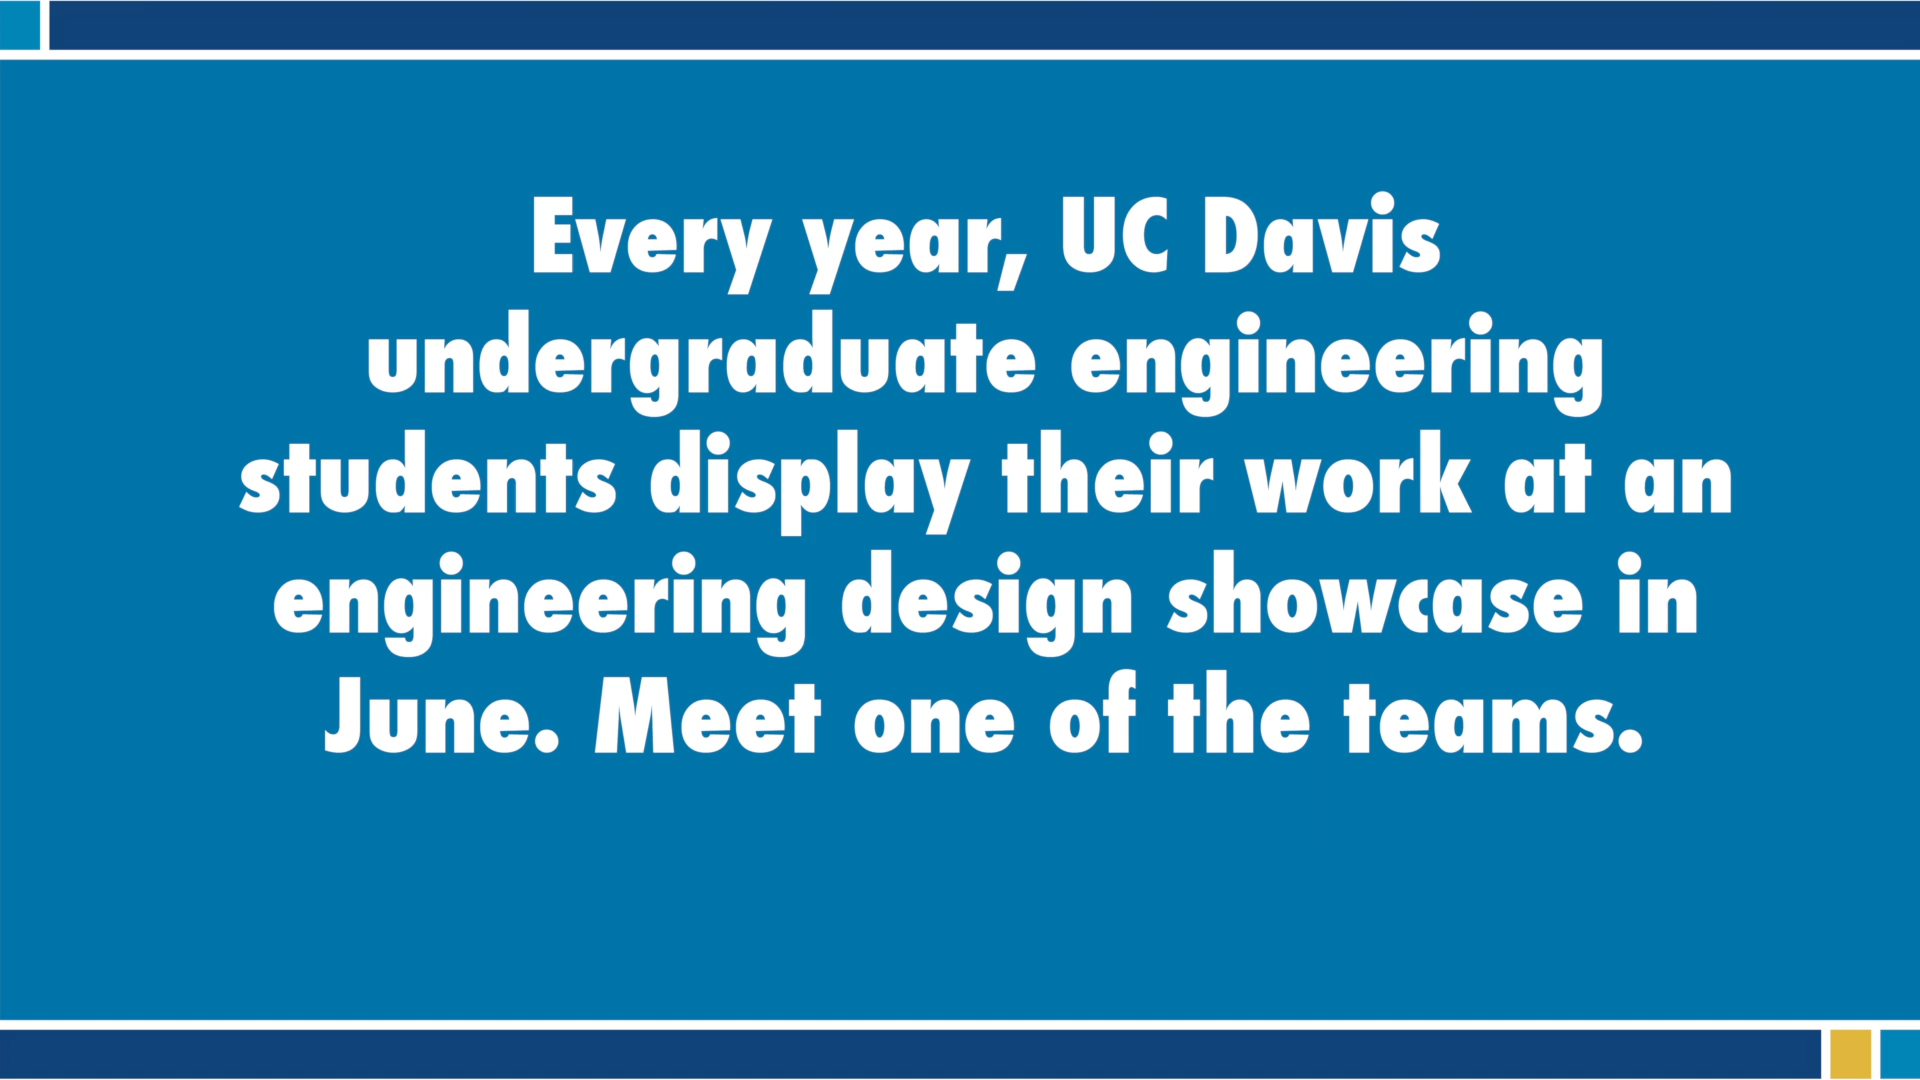 Every year, UC Davis
undergraduate engineering
students display their work at an
engineering design showcase in
June. Meet one of the teams.